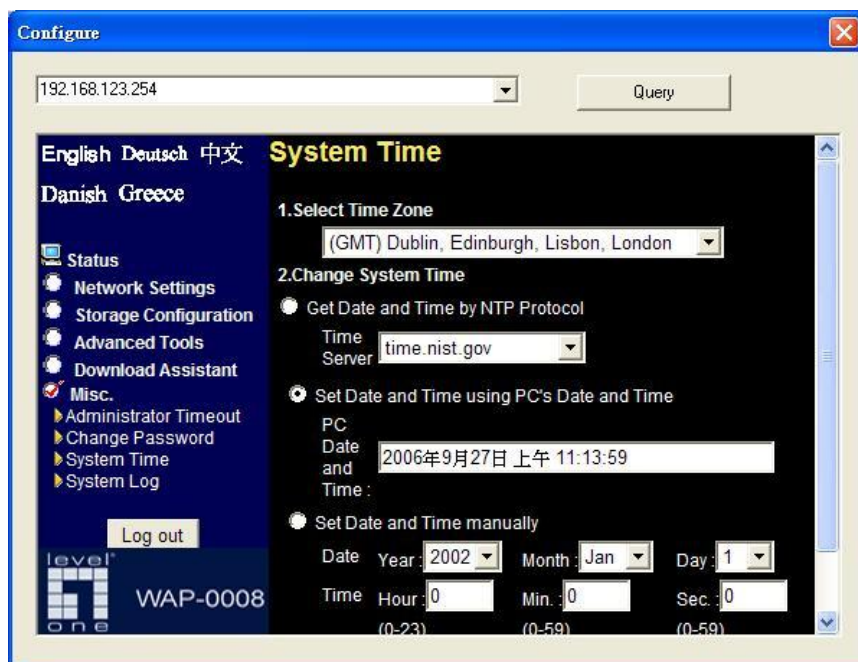 Configure
192.168.123.254
Query
English Deutsch 中文
Danish Greece
Status
Network Settings
Storage Configuration
Advanced Tools
Download Assistant
Misc.
Administrator Timeout
Change Password
System Time
System Log
Log out
level
one
WAP-0008
System Time
1.Select Time Zone
(GMT) Dublin, Edinburgh, Lisbon, London
2.Change System Time
Get Date and Time by NTP Protocol
Time Server time.nist.gov
Set Date and Time using PC's Date and Time
PC Date and Time : 2006年9月27日 上午 11:13:59
Set Date and Time manually
Date Year : 2002 Month : Jan Day : 1
Time Hour : 0 Min. : 0 Sec. : 0
(0-23) (0-59) (0-59)